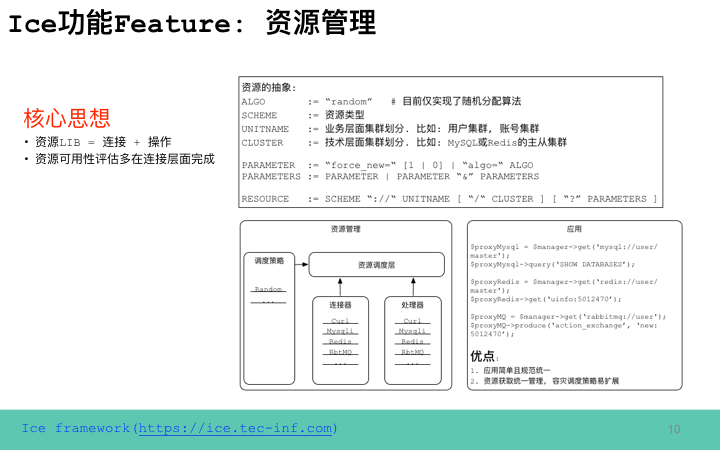 Ice功能Feature: 资源管理
核心思想
• 资源LIB = 连接 + 操作
• 资源可用性评估多在连接层面完成
资源的抽象:
ALGO := “random” # 目前仅实现了随机分配算法
SCHEME := 资源类型
UNITNAME := 业务层面集群划分. 比如: 用户集群, 账号集群
CLUSTER := 技术层面集群划分. 比如: MySQL或Redis的主从集群
PARAMETER := “force_new=“ [1 | 0] | “algo=“ ALGO
PARAMETERS := PARAMETER | PARAMETER “&” PARAMETERS
RESOURCE := SCHEME “://“ UNITNAME [ “/“ CLUSTER ] [ “?” PARAMETERS ]
资源管理
调度策略
Random
...
资源调度层
连接器
Curl
Mysqli
Redis
RbtMQ
...
处理器
Curl
Mysqli
Redis
RbtMQ
...
应用
$proxyMysql = $manager->get(‘mysql://user/
master’);
$proxyMysql->query(‘SHOW DATABASES’);
$proxyRedis = $manager->get(‘redis://user/
master’);
$proxyRedis->get(‘uinfo:5012470’);
$proxyMQ = $manager->get(‘rabbitmq://user’);
$proxyMQ->produce(‘action_exchange’, ‘new:
5012470’);
优点:
1. 应用简单且规范统一
2. 资源获取统一管理, 容灾调度策略易扩展
Ice framework(https://ice.tec-inf.com)
10